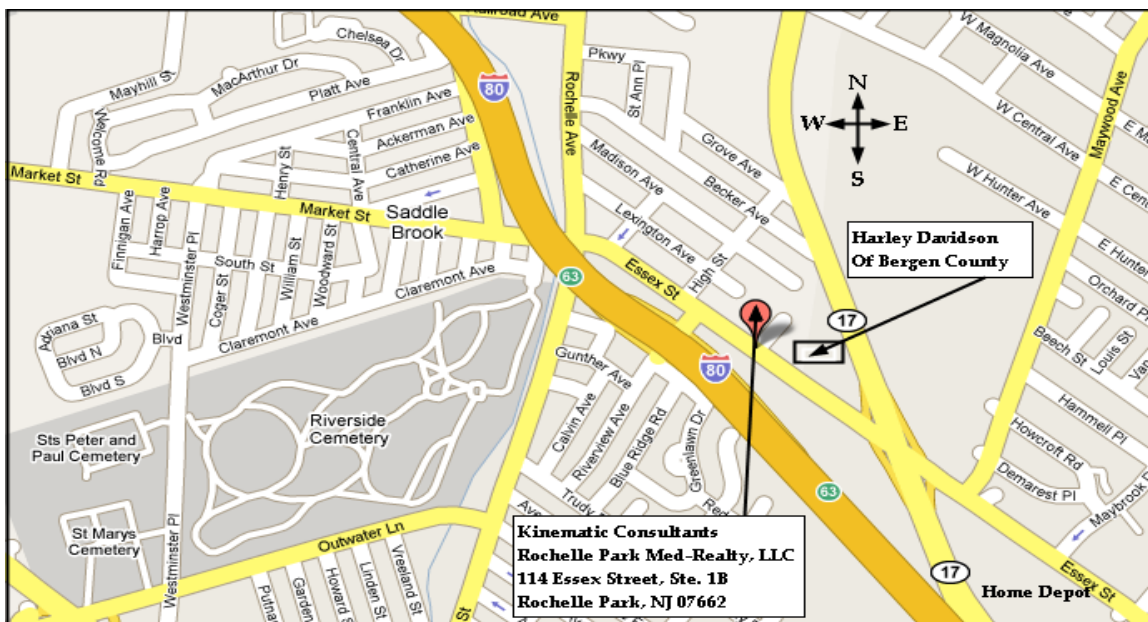 Railroad Ave
Chelsea Dr
Mayhill St
MacArthur Dr
Platt Ave
Franklin Ave
Ackerman Ave
Catherine Ave
Central Ave
Henry St
Welcome Rd
Market St
Market St
Saddle
Brook
80
Rochelle Ave
Pkwy
St Ann Pl
Grove Ave
Becker Ave
Madison Ave
Lexington Ave
High St
Essex St
W Magnolia Ave
W Central Ave
W Hunter Ave
Maywood Ave
E Hunter
Orchard Pl
Louis St
Beech St
Hammell Pl
Howcroft Rd
Demarest Pl
N
W
E
S
Harley Davidson
Of Bergen County
17
Finnigan Ave
Harrop Ave
Westminster Pl
South St
Coger St
William St
Woodward St
Claremont Ave
Claremont Ave
63
80
Adriana St
Blvd N
Blvd S
Blvd
Gunther Ave
Calvin Ave
Riverview Ave
Blue Ridge Rd
Greenlawn Dr
Riverside
Cemetery
Sts Peter and
Paul Cemetery
St Marys
Cemetery
Westminster Pl
Outwater Ln
Vreeland St
Linden St
Howard S
Garden
63
Kinematic Consultants
Rochelle Park Med-Realty, LLC
114 Essex Street, Ste. 1B
Rochelle Park, NJ 07662
17
Home Depot
Essex St